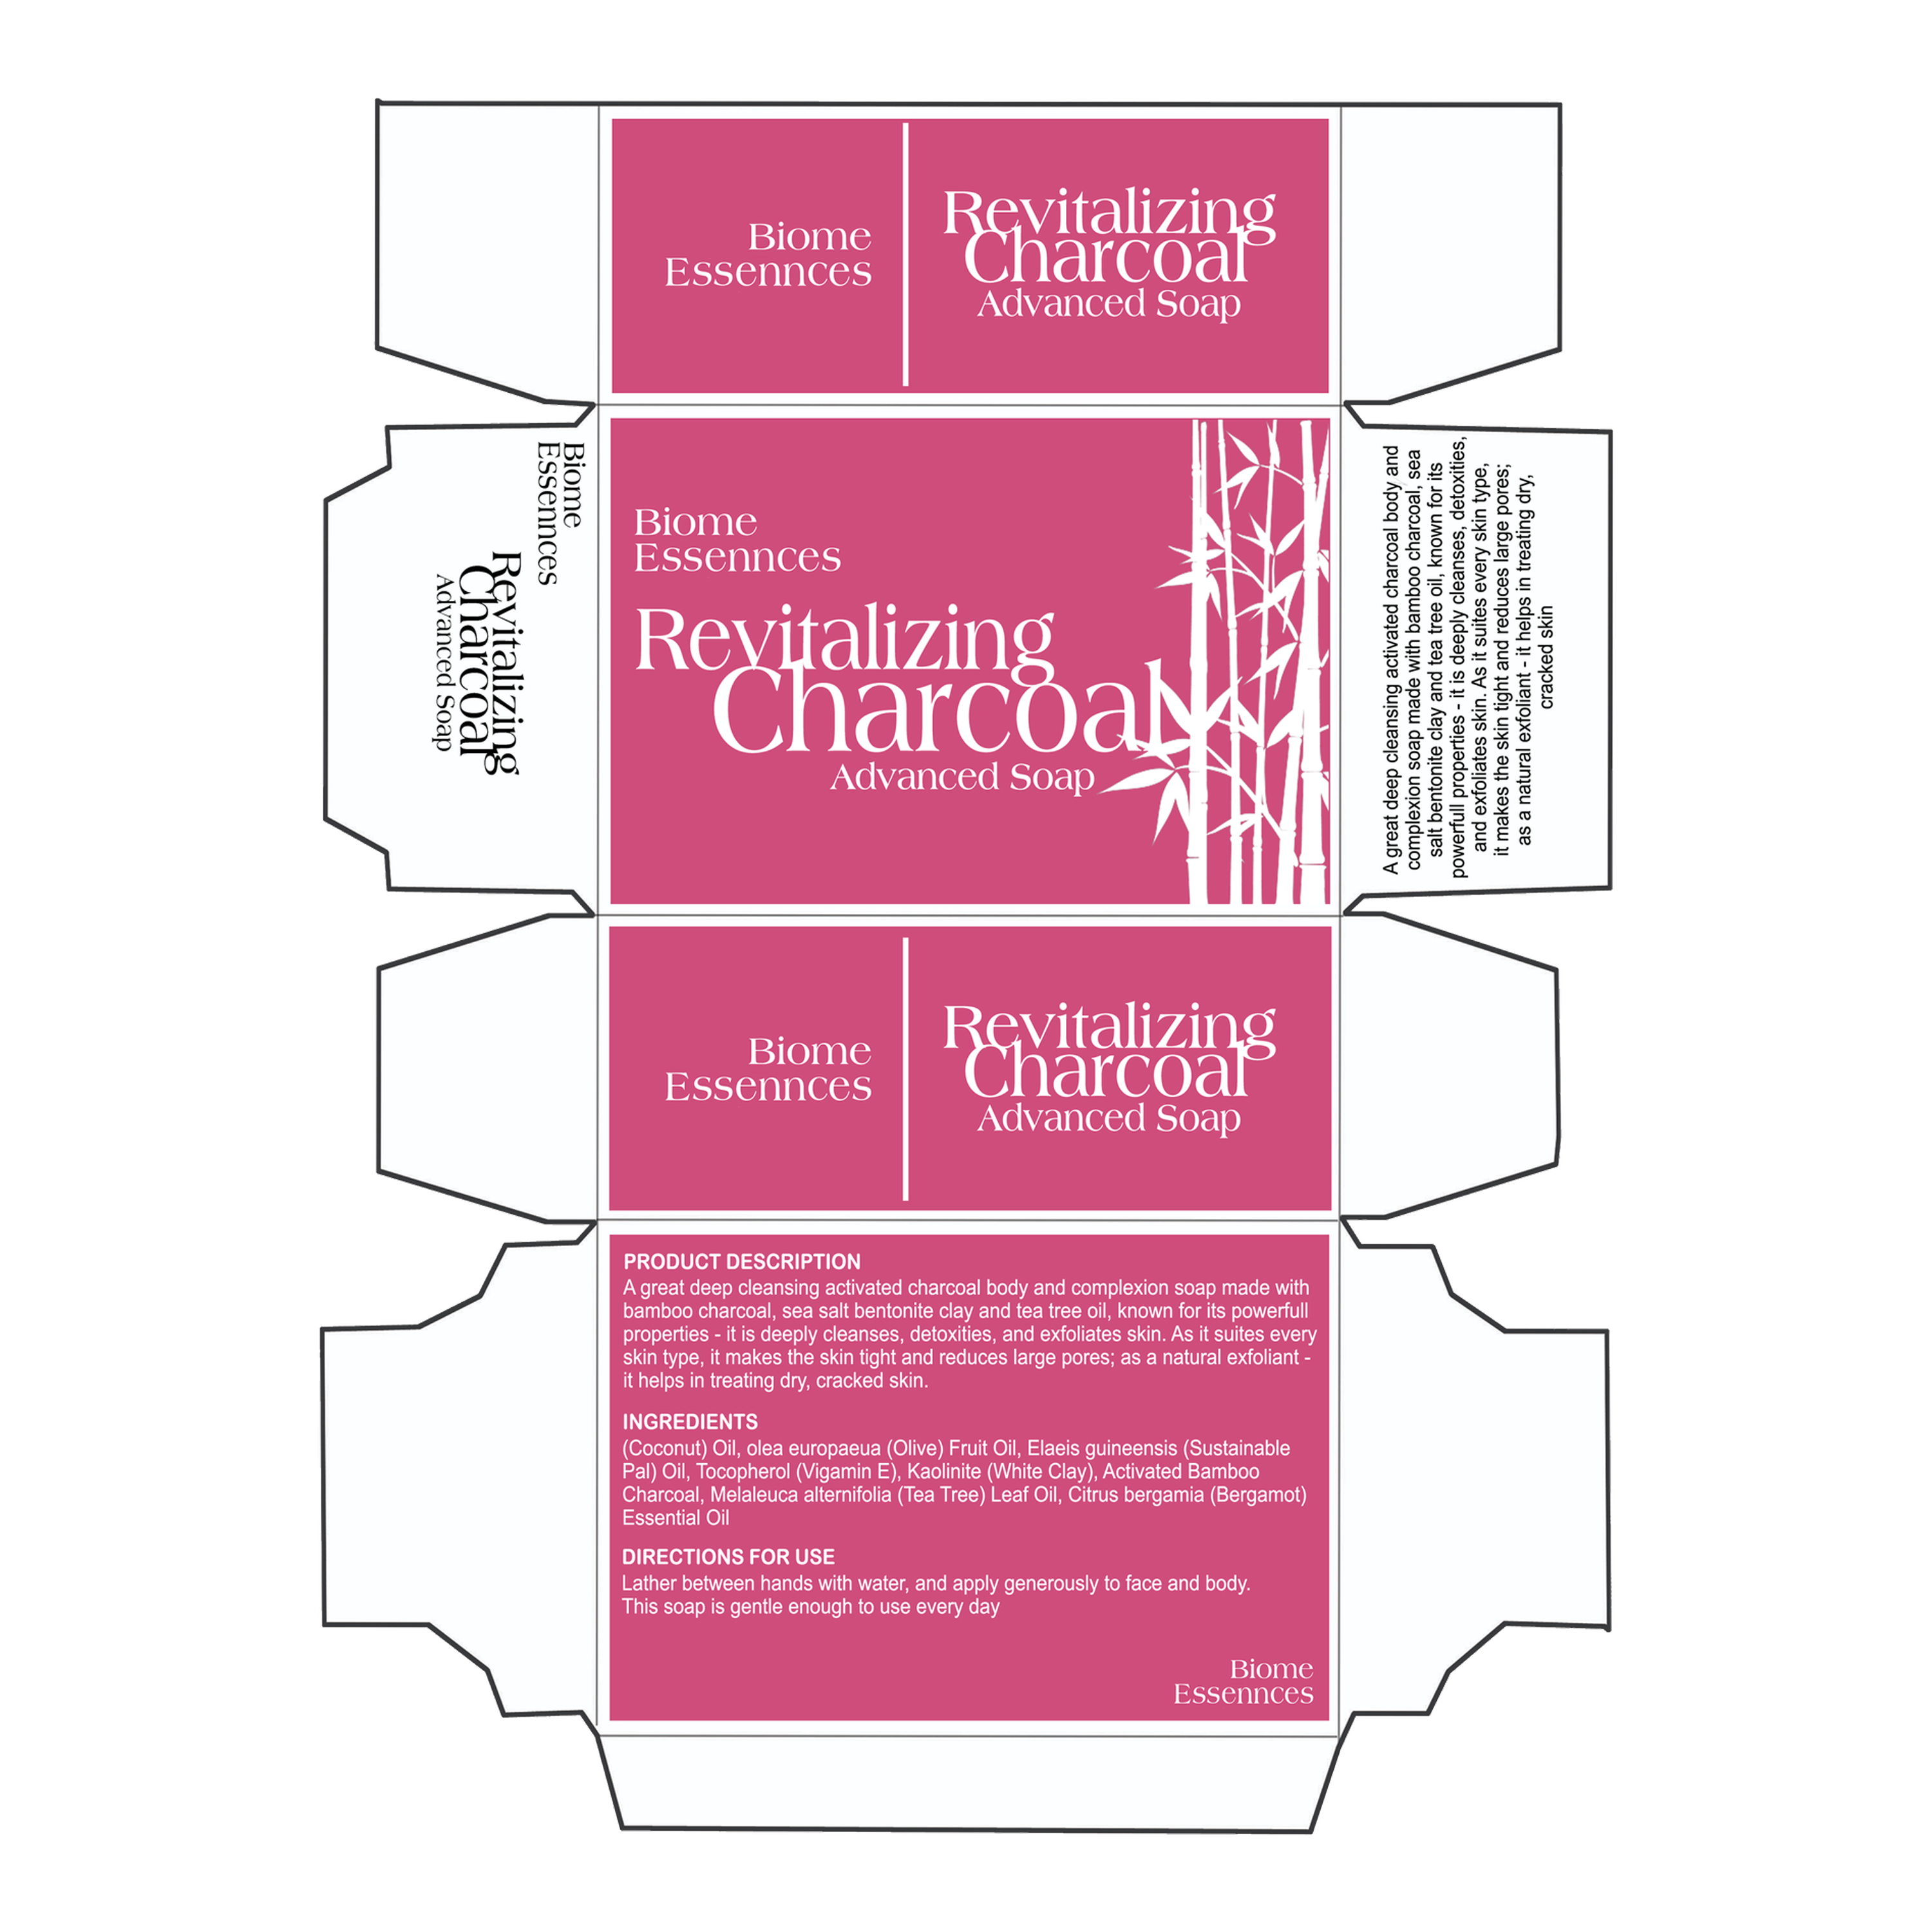 Biome
Essennces
Revitalizing
Charcoal
Advanced Soap
Biome
Essennces
Revitalizing
Charcoal
Advanced Soap
Biome
Essennces
Revitalizing
Charcoal
Advanced Soap
A great deep cleansing activated charcoal body and
complexion soap made with bamboo charcoal, sea
salt bentonite clay and tea tree oil, known for its
powerfull properties - it is deeply cleanses, detoxities,
and exfoliates skin. As it suites every skin type,
it makes the skin tight and reduces large pores;
as a natural exfoliant - it helps in treating dry,
cracked skin
Biome
Essennces
Revitalizing
Charcoal
Advanced Soap
PRODUCT DESCRIPTION
A great deep cleansing activated charcoal body and complexion soap made with
bamboo charcoal, sea salt bentonite clay and tea tree oil, known for its powerfull
properties - it is deeply cleanses, detoxities, and exfoliates skin. As it suites every
skin type, it makes the skin tight and reduces large pores; as a natural exfoliant -
it helps in treating dry, cracked skin.
INGREDIENTS
(Coconut) Oil, olea europaeua (Olive) Fruit Oil, Elaeis guineensis (Sustainable
Pal) Oil, Tocopherol (Vigamin E), Kaolinite (White Clay), Activated Bamboo
Charcoal, Melaleuca alternifolia (Tea Tree) Leaf Oil, Citrus bergamia (Bergamot)
Essential Oil
DIRECTIONS FOR USE
Lather between hands with water, and apply generously to face and body.
This soap is gentle enough to use every day
Biome
Essennces